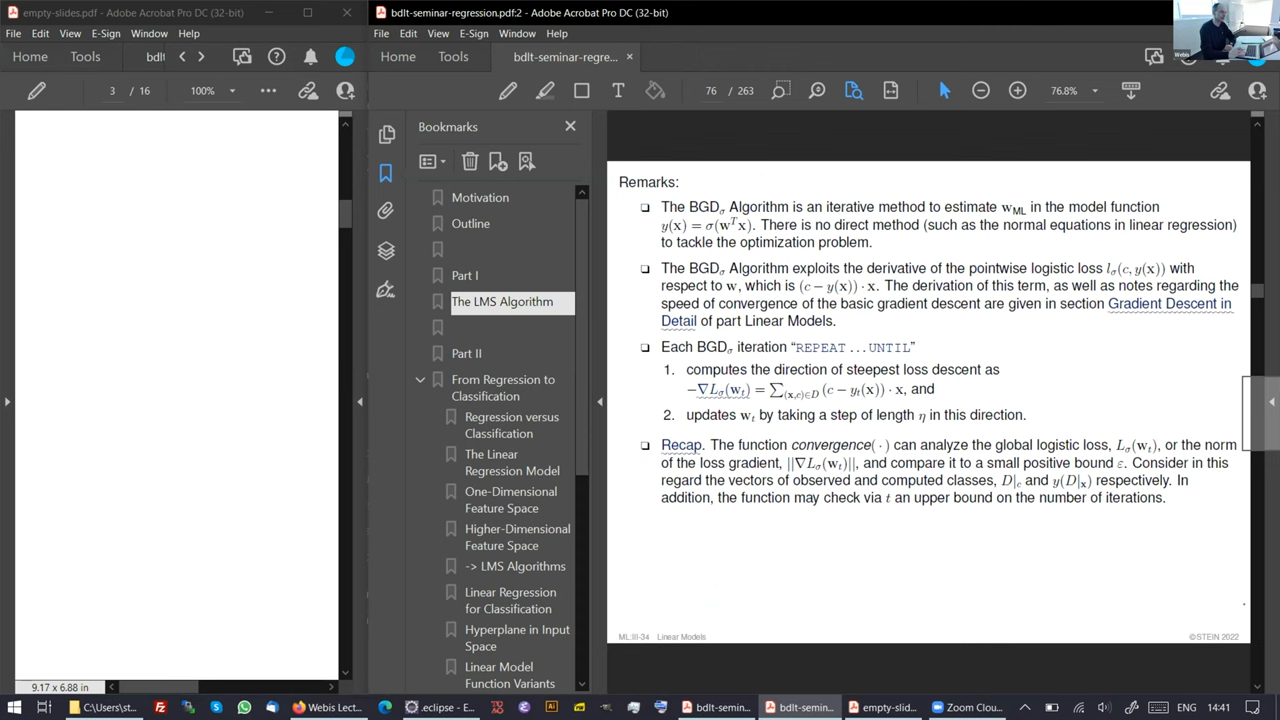 empty-slides.pdf - Adobe Acrobat Pro DC (32-bit)
File Edit View E-Sign Window Help
Home Tools bdlt
3 / 16 100%
9.17 x 6.88 in
bdlt-seminar-regression.pdf:2 - Adobe Acrobat Pro DC (32-bit)
File Edit View E-Sign Window Help
Home Tools bdlt-seminar-regre... ×
76 / 263 76.8%
Webis
Bookmarks
Motivation
Outline
Part I
The LMS Algorithm
Part II
From Regression to
Classification
Regression versus
Classification
The Linear
Regression Model
One-Dimensional
Feature Space
Higher-Dimensional
Feature Space
-> LMS Algorithms
Linear Regression
for Classification
Hyperplane in Input
Space
Linear Model
Function Variants
Remarks:
❑ The BGDσ Algorithm is an iterative method to estimate wML in the model function
y(x) = σ(wᵀx). There is no direct method (such as the normal equations in linear regression)
to tackle the optimization problem.
❑ The BGDσ Algorithm exploits the derivative of the pointwise logistic loss lσ(c, y(x)) with
respect to w, which is (c − y(x)) · x. The derivation of this term, as well as notes regarding the
speed of convergence of the basic gradient descent are given in section Gradient Descent in
Detail of part Linear Models.
❑ Each BGDσ iteration “REPEAT ... UNTIL”
1. computes the direction of steepest loss descent as
−∇Lσ(wt) = ∑(x,c)∈D (c − yt(x)) · x, and
2. updates wt by taking a step of length η in this direction.
❑ Recap. The function convergence(·) can analyze the global logistic loss, Lσ(wt), or the norm
of the loss gradient, ||∇Lσ(wt)||, and compare it to a small positive bound ε. Consider in this
regard the vectors of observed and computed classes, D|c and y(D|x) respectively. In
addition, the function may check via t an upper bound on the number of iterations.
ML:III-34 Linear Models ©STEIN 2022
C:\Users\st... Webis Lect... .eclipse - E... bdlt-semin... bdlt-semin... empty-slid... Zoom Clou... ENG 14:41